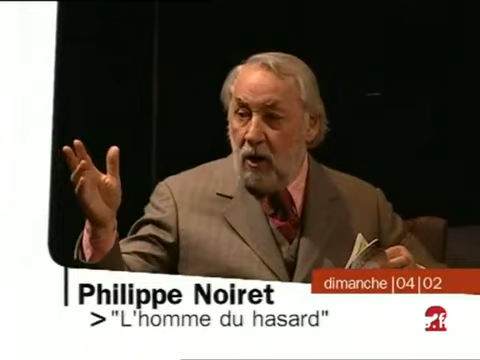 dimanche |04|02
Philippe Noiret
> "L'homme du hasard"